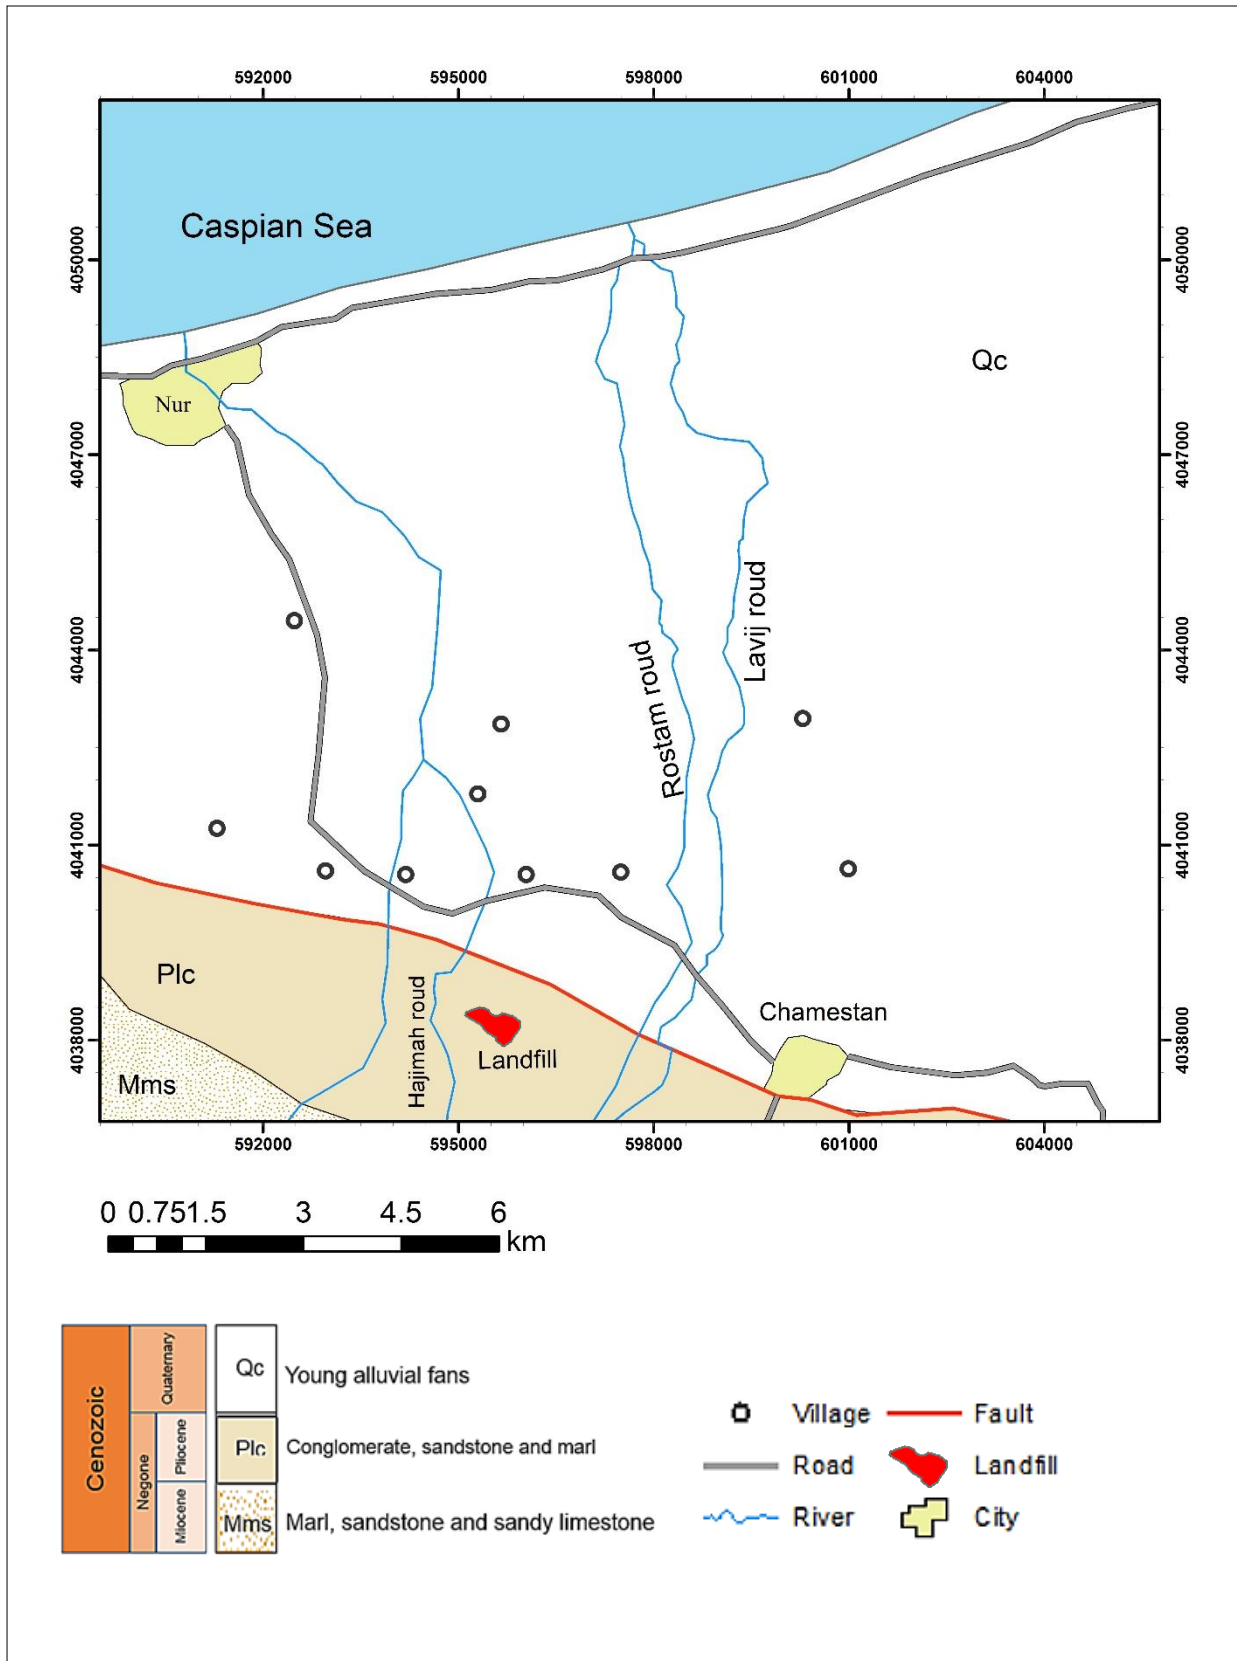 592000 595000 598000 601000 604000
Caspian Sea
4050000 4050000
Qc
Nur
4047000 4047000
Lavij roud
Rostam roud
4044000 4044000
4041000 4041000
Plc
Hajimah roud
Chamestan
Landfill
4038000 4038000
Mms
592000 595000 598000 601000 604000
0 0.75 1.5 3 4.5 6
km
Cenozoic
Quaternary
Negone
Pliocene
Miocene
Qc Young alluvial fans
Plc Conglomerate, sandstone and marl
Mms Marl, sandstone and sandy limestone
Village Fault
Road Landfill
River City